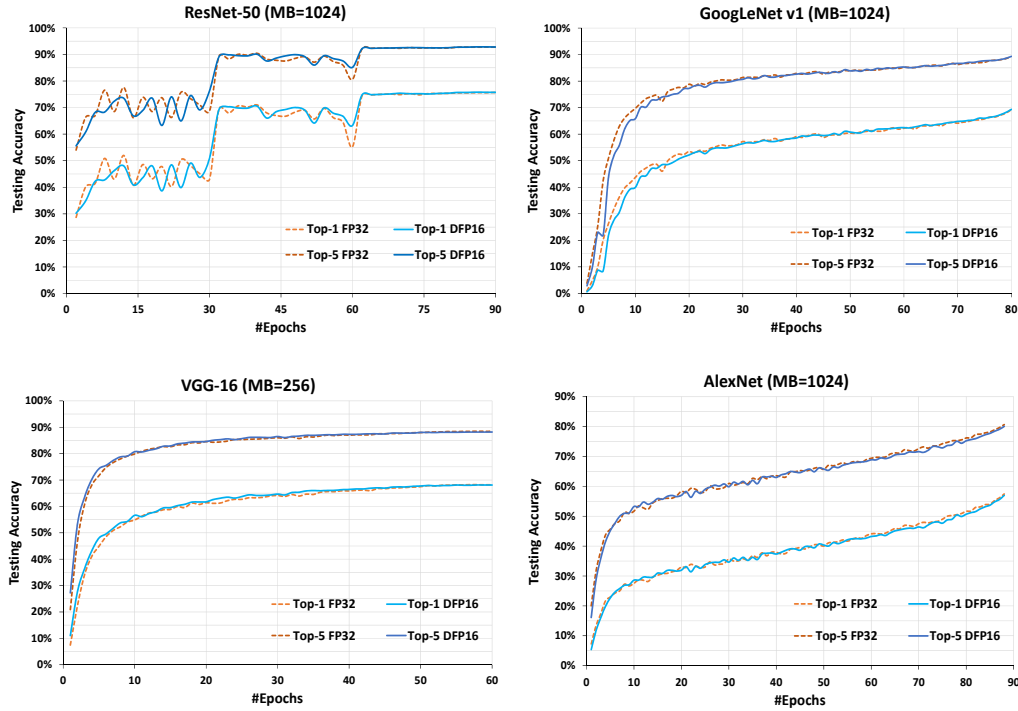 ResNet-50 (MB=1024)
Testing Accuracy
100%
90%
80%
70%
60%
50%
40%
30%
20%
10%
0%
Top-1 FP32
Top-1 DFP16
Top-5 FP32
Top-5 DFP16
0 15 30 45 60 75 90
#Epochs
GoogLeNet v1 (MB=1024)
Testing Accuracy
100%
90%
80%
70%
60%
50%
40%
30%
20%
10%
0%
Top-1 FP32
Top-1 DFP16
Top-5 FP32
Top-5 DFP16
0 10 20 30 40 50 60 70 80
#Epochs
VGG-16 (MB=256)
Testing Accuracy
100%
90%
80%
70%
60%
50%
40%
30%
20%
10%
0%
Top-1 FP32
Top-1 DFP16
Top-5 FP32
Top-5 DFP16
0 10 20 30 40 50 60
#Epochs
AlexNet (MB=1024)
Testing Accuracy
90%
80%
70%
60%
50%
40%
30%
20%
10%
0%
Top-1 FP32
Top-1 DFP16
Top-5 FP32
Top-5 DFP16
0 10 20 30 40 50 60 70 80 90
#Epochs